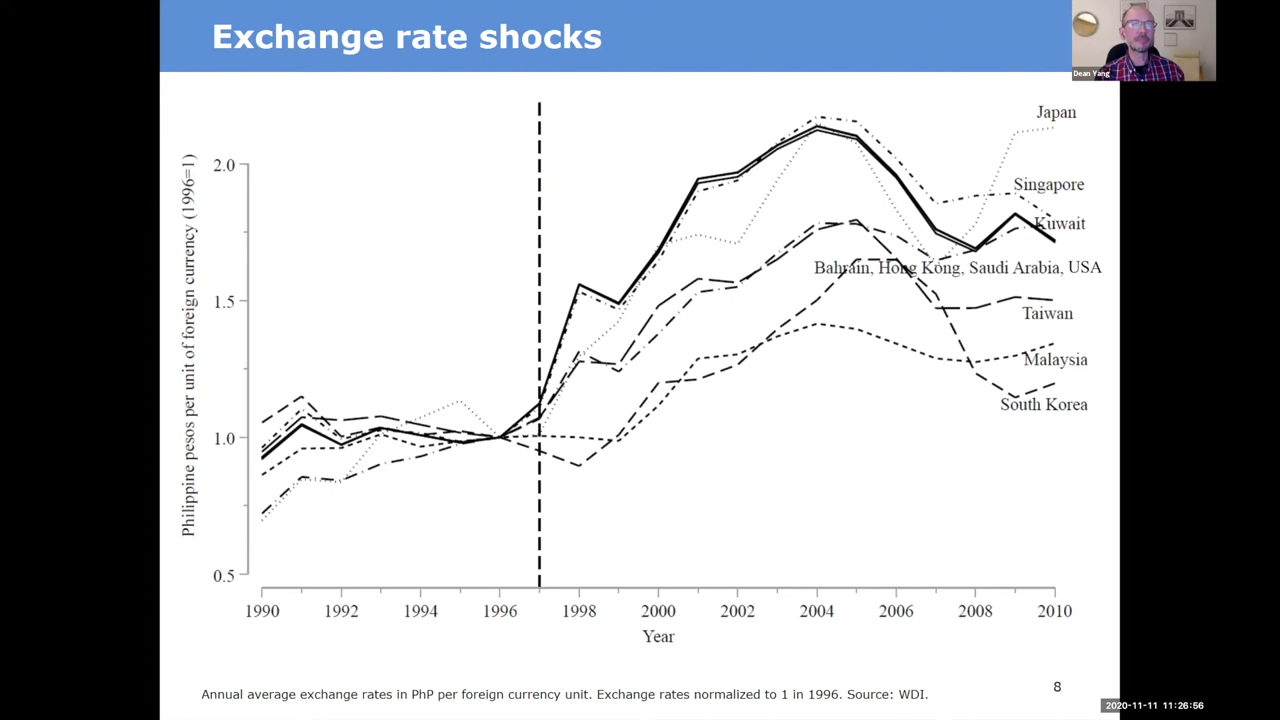 Exchange rate shocks
Dean Yang
Philippine pesos per unit of foreign currency (1996=1)
2.0
1.5
1.0
0.5
Japan
Singapore
Kuwait
Bahrain, Hong Kong, Saudi Arabia, USA
Taiwan
Malaysia
South Korea
1990 1992 1994 1996 1998 2000 2002 2004 2006 2008 2010
Year
Annual average exchange rates in PhP per foreign currency unit. Exchange rates normalized to 1 in 1996. Source: WDI.
8
2020-11-11 11:26:56